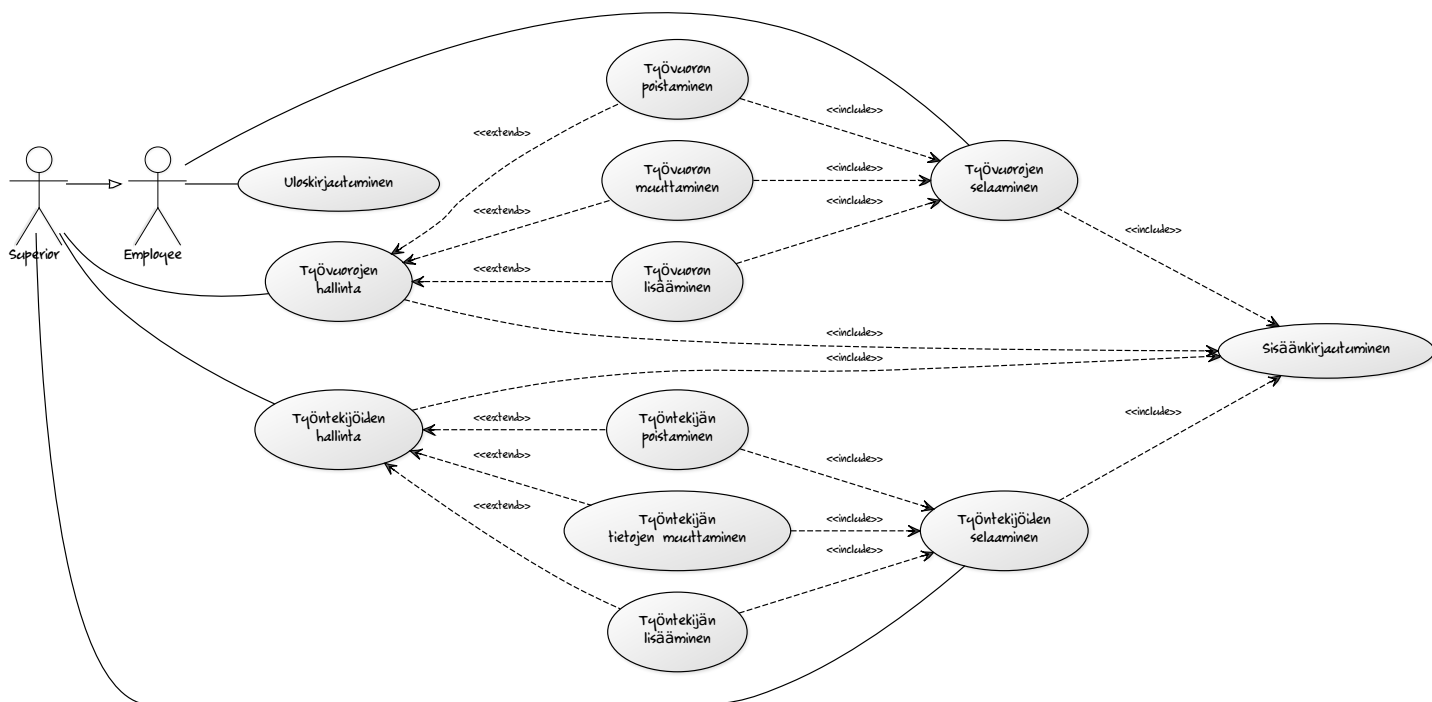 Työvuoron
poistaminen
<<include>>
<<extend>>
Työvuoron
muuttaminen
<<include>>
Työvuorojen
selaaminen
Uloskirjautuminen
<<extend>>
<<include>>
<<include>>
Superior
Employee
Työvuorojen
hallinta
<<extend>>
Työvuoron
lisääminen
<<include>>
<<include>>
Sisäänkirjautuminen
Työntekijöiden
hallinta
<<extend>>
Työntekijän
poistaminen
<<include>>
<<extend>>
<<include>>
<<extend>>
Työntekijän
tietojen muuttaminen
<<include>>
Työntekijöiden
selaaminen
<<include>>
Työntekijän
lisääminen